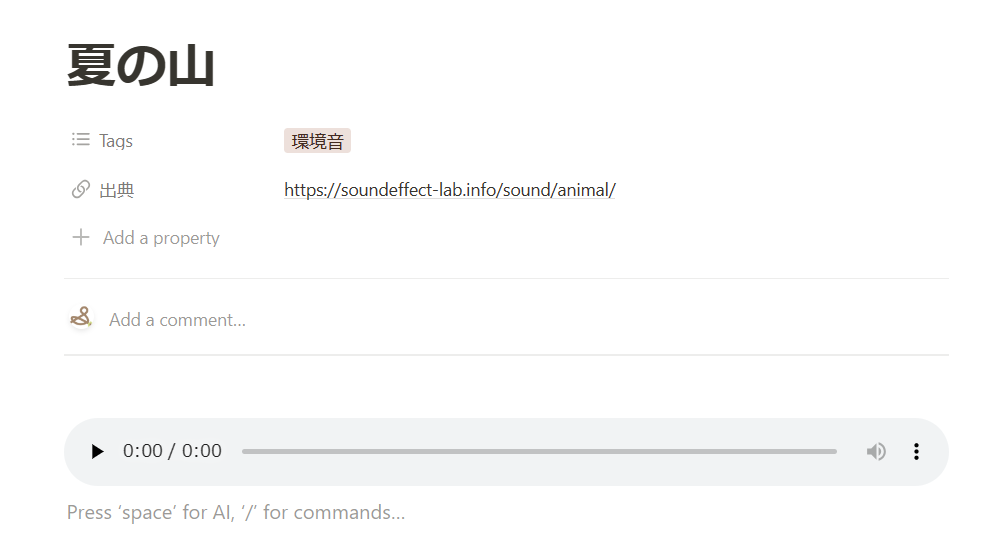 夏の山
Tags 環境音
出典 https://soundeffect-lab.info/sound/animal/
Add a property
Add a comment...
0:00 / 0:00
Press ‘space’ for AI, ‘/’ for commands...